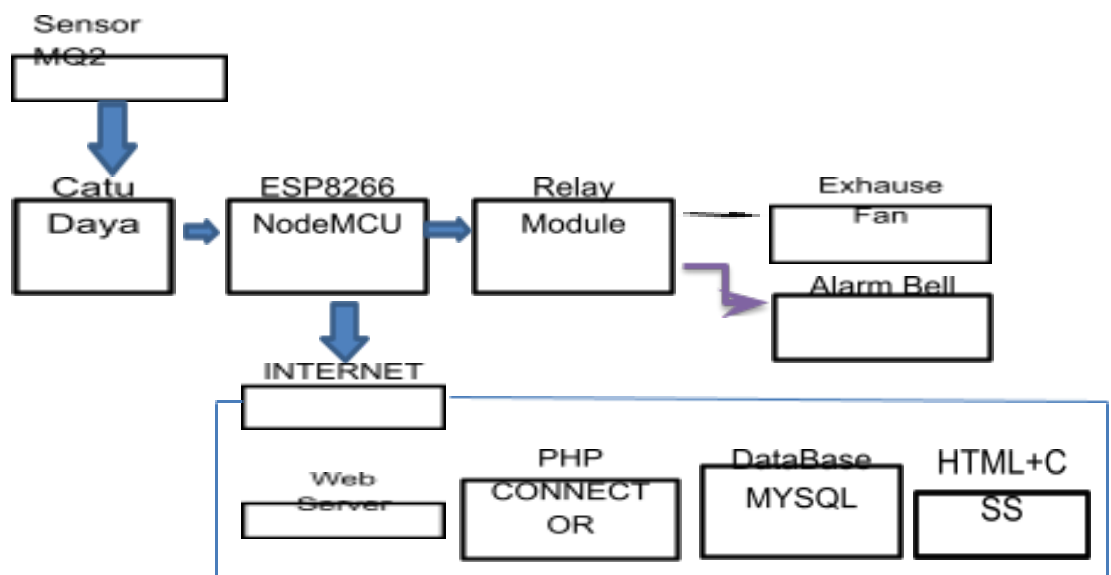 Sensor
MQ2
Catu
Daya
ESP8266
NodeMCU
Relay
Module
Exhause
Fan
Alarm Bell
INTERNET
Web
Server
PHP
CONNECT
OR
DataBase
MYSQL
HTML+C
SS